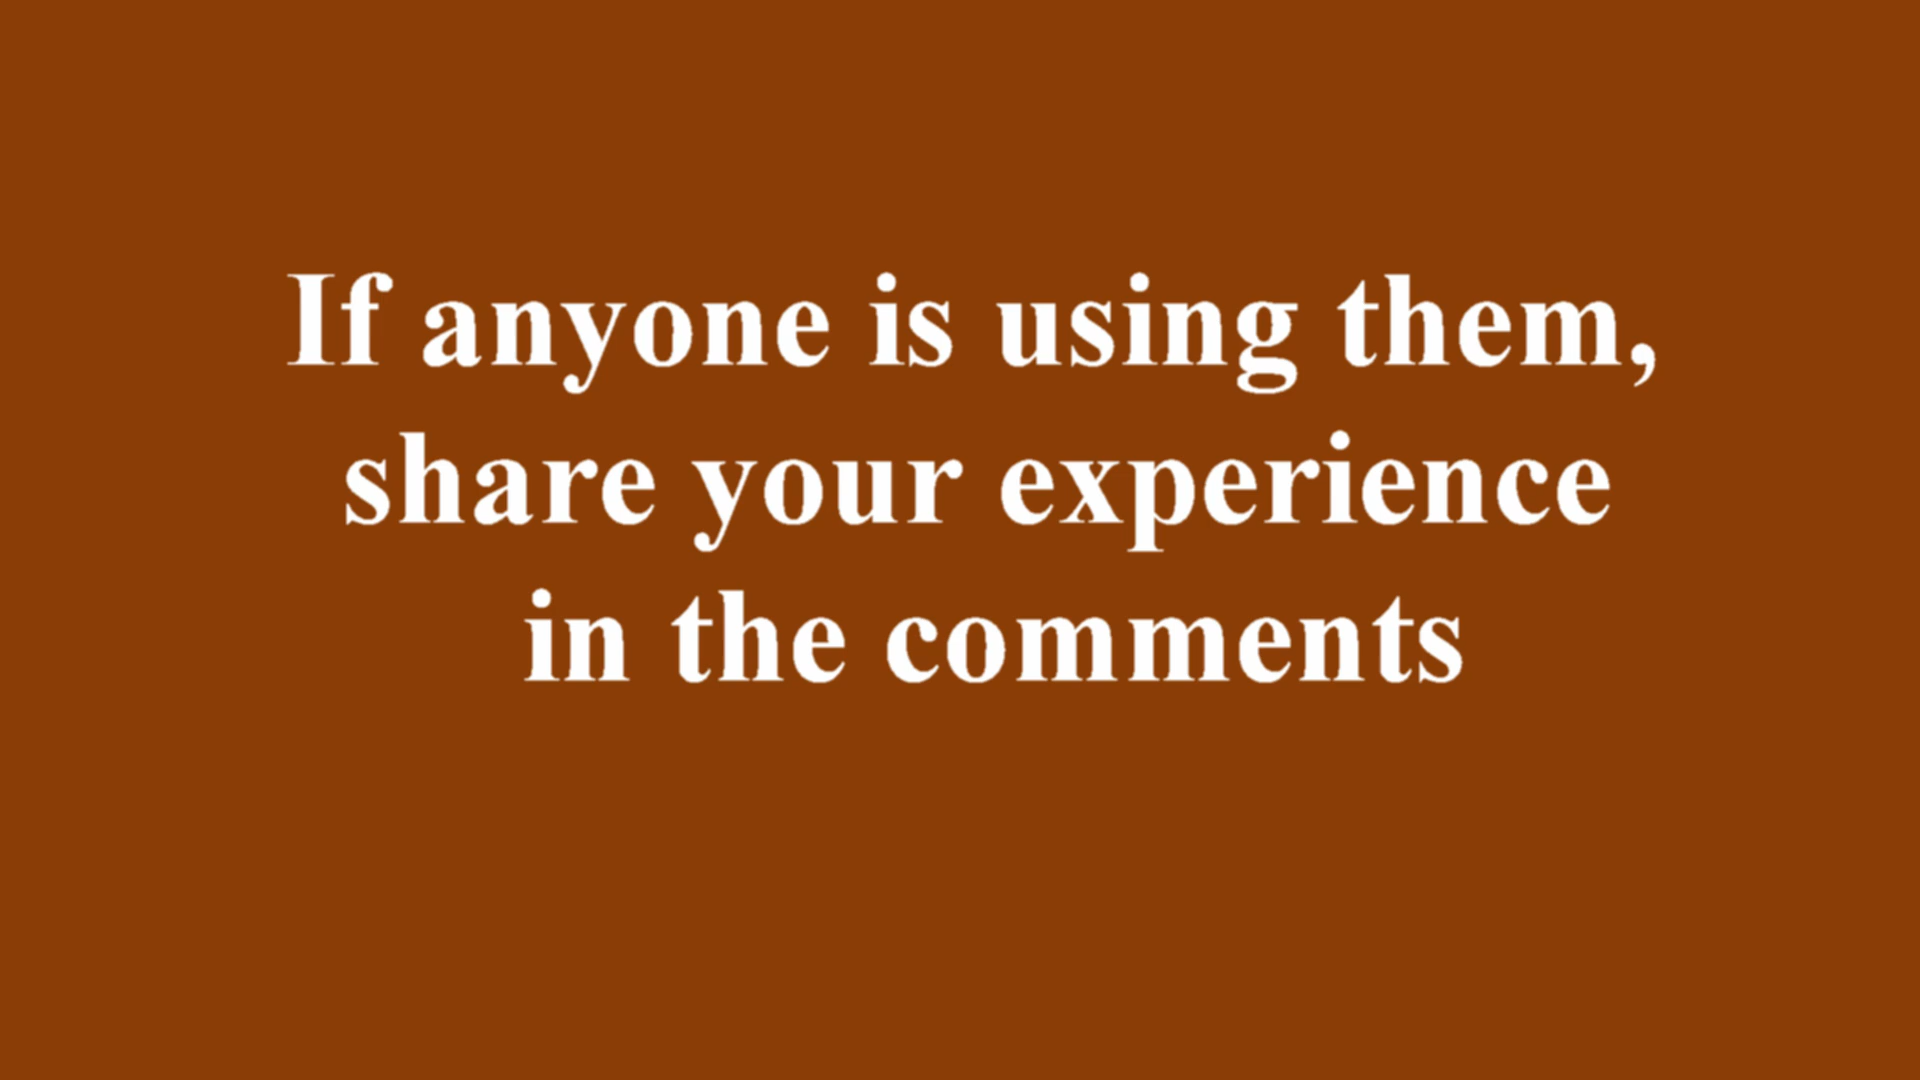 If anyone is using them,
share your experience
in the comments